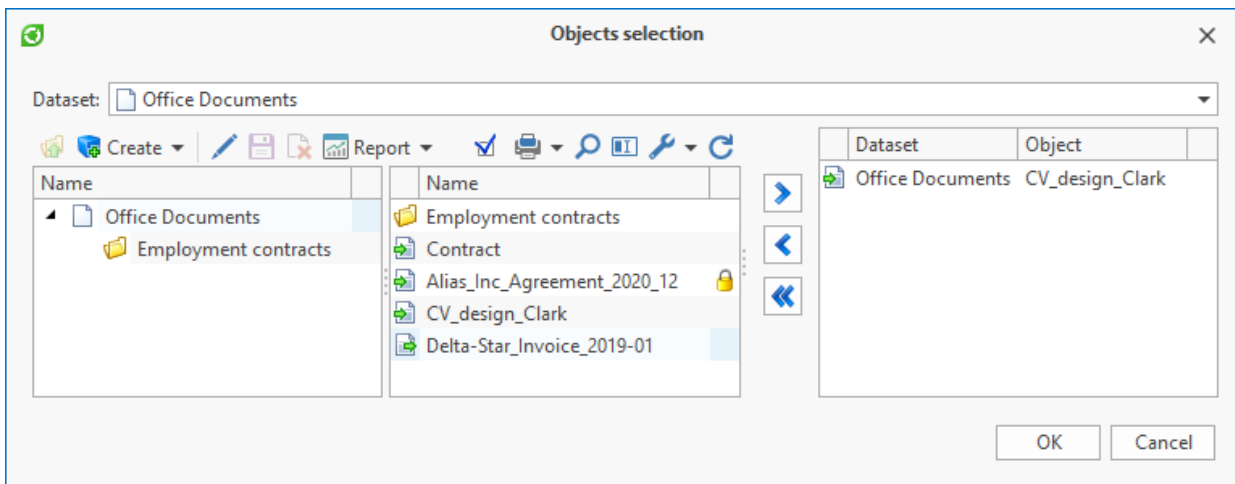 Objects selection
Dataset: Office Documents
Create Report
Name
Office Documents
Employment contracts
Name
Employment contracts
Contract
Alias_Inc_Agreement_2020_12
CV_design_Clark
Delta-Star_Invoice_2019-01
Dataset Object
Office Documents CV_design_Clark
OK Cancel